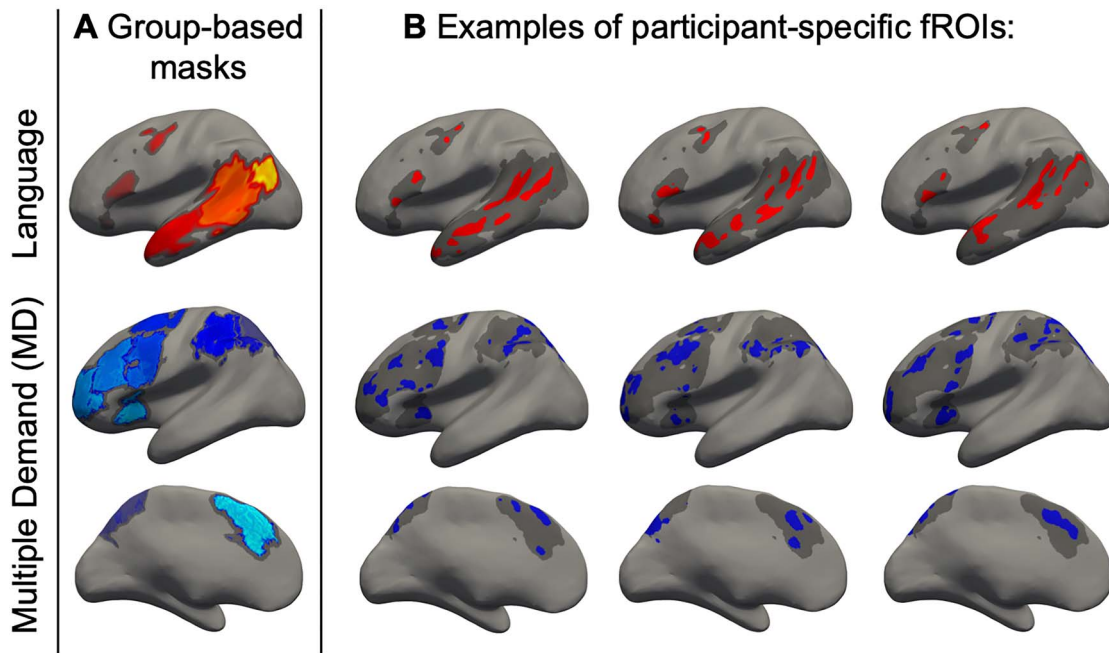 A Group-based
masks
B Examples of participant-specific fROIs:
Language
Multiple Demand (MD)